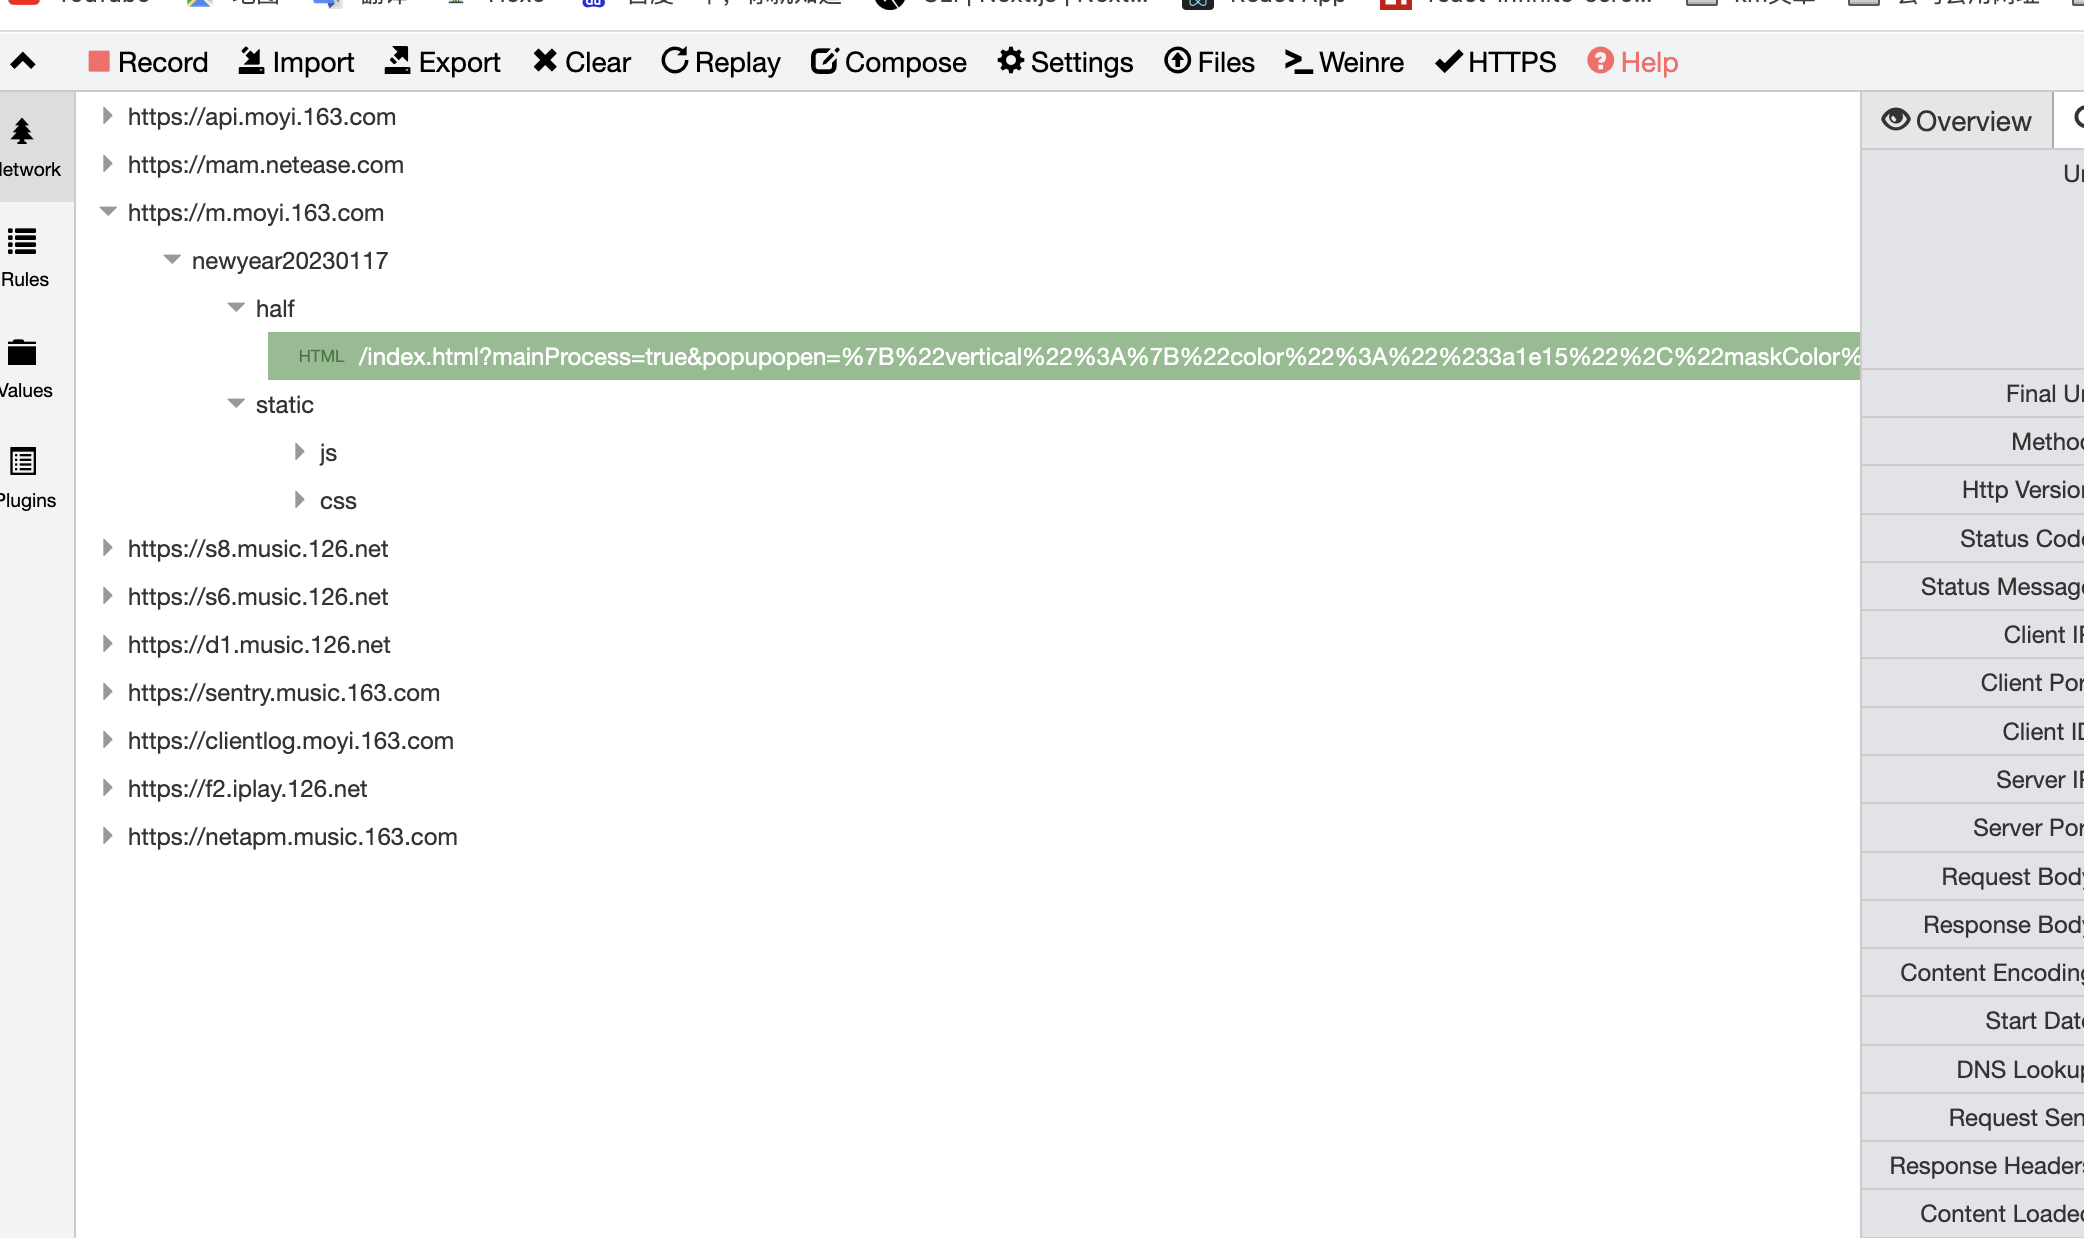 Record Import Export Clear Replay Compose Settings Files Weinre HTTPS Help
https://api.moyi.163.com
https://mam.netease.com
https://m.moyi.163.com
newyear20230117
half
HTML /index.html?mainProcess=true&popupopen=%7B%22vertical%22%3A%7B%22color%22%3A%22%233a1e15%22%2C%22maskColor%
static
js
css
https://s8.music.126.net
https://s6.music.126.net
https://d1.music.126.net
https://sentry.music.163.com
https://clientlog.moyi.163.com
https://f2.iplay.126.net
https://netapm.music.163.com
etwork
Rules
Values
Plugins
Overview
Ur
Final Ur
Method
Http Version
Status Code
Status Message
Client IP
Client Por
Client ID
Server IP
Server Por
Request Body
Response Body
Content Encoding
Start Date
DNS Lookup
Request Sen
Response Headers
Content Loaded